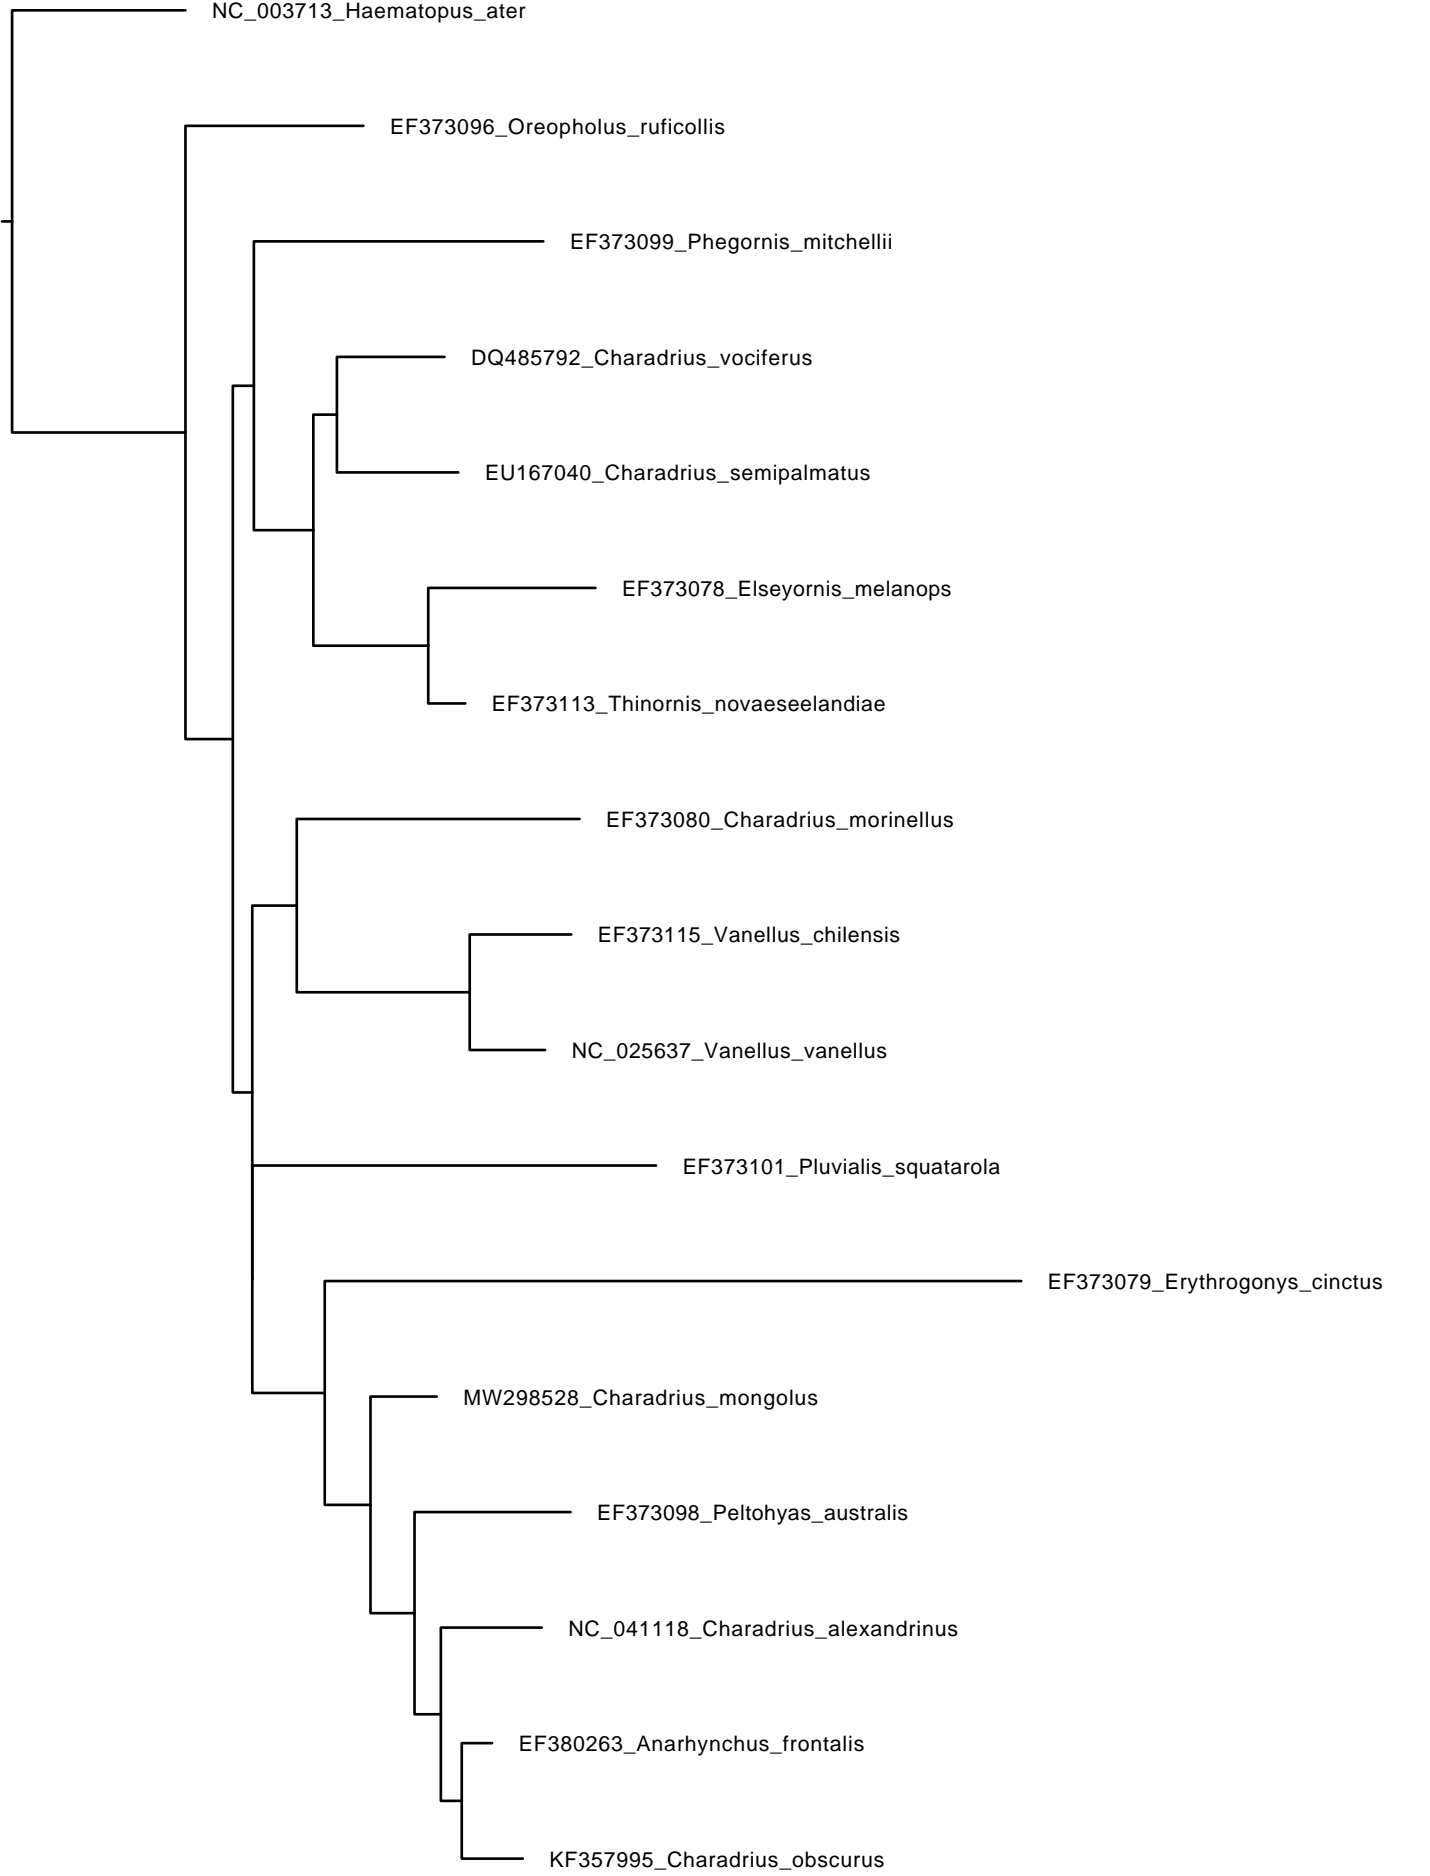 NC_003713_Haematopus_ater
EF373096_Oreopholus_ruficollis
EF373099_Phegornis_mitchellii
DQ485792_Charadrius_vociferus
EU167040_Charadrius_semipalmatus
EF373078_Elseyornis_melanops
EF373113_Thinornis_novaeseelandiae
EF373080_Charadrius_morinellus
EF373115_Vanellus_chilensis
NC_025637_Vanellus_vanellus
EF373101_Pluvialis_squatarola
EF373079_Erythrogonys_cinctus
MW298528_Charadrius_mongolus
EF373098_Peltohyas_australis
NC_041118_Charadrius_alexandrinus
EF380263_Anarhynchus_frontalis
KF357995_Charadrius_obscurus